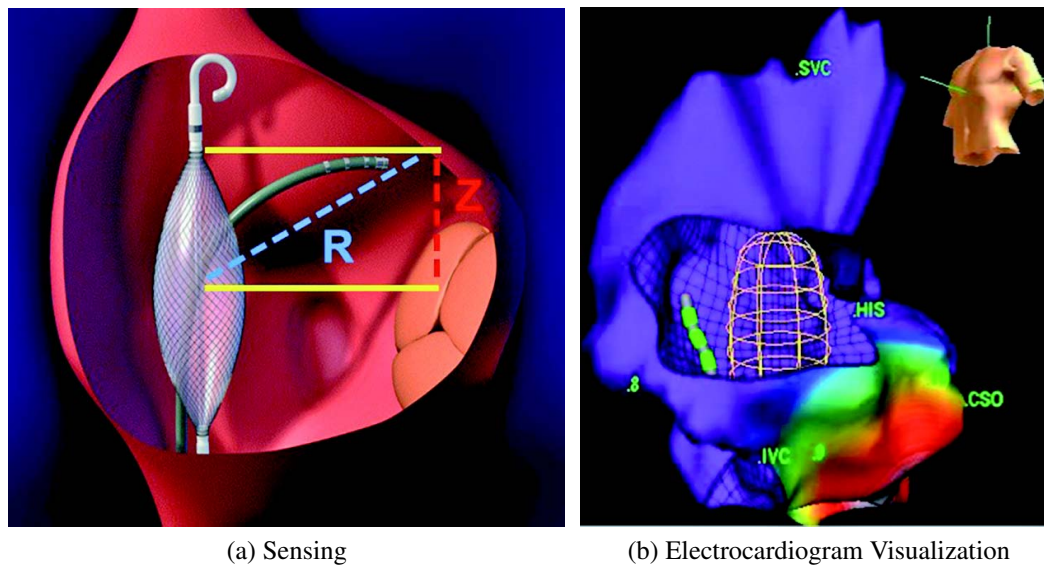 Z
R
.SVC
.HIS
.8
.CSO
.IVC .9
(a) Sensing
(b) Electrocardiogram Visualization